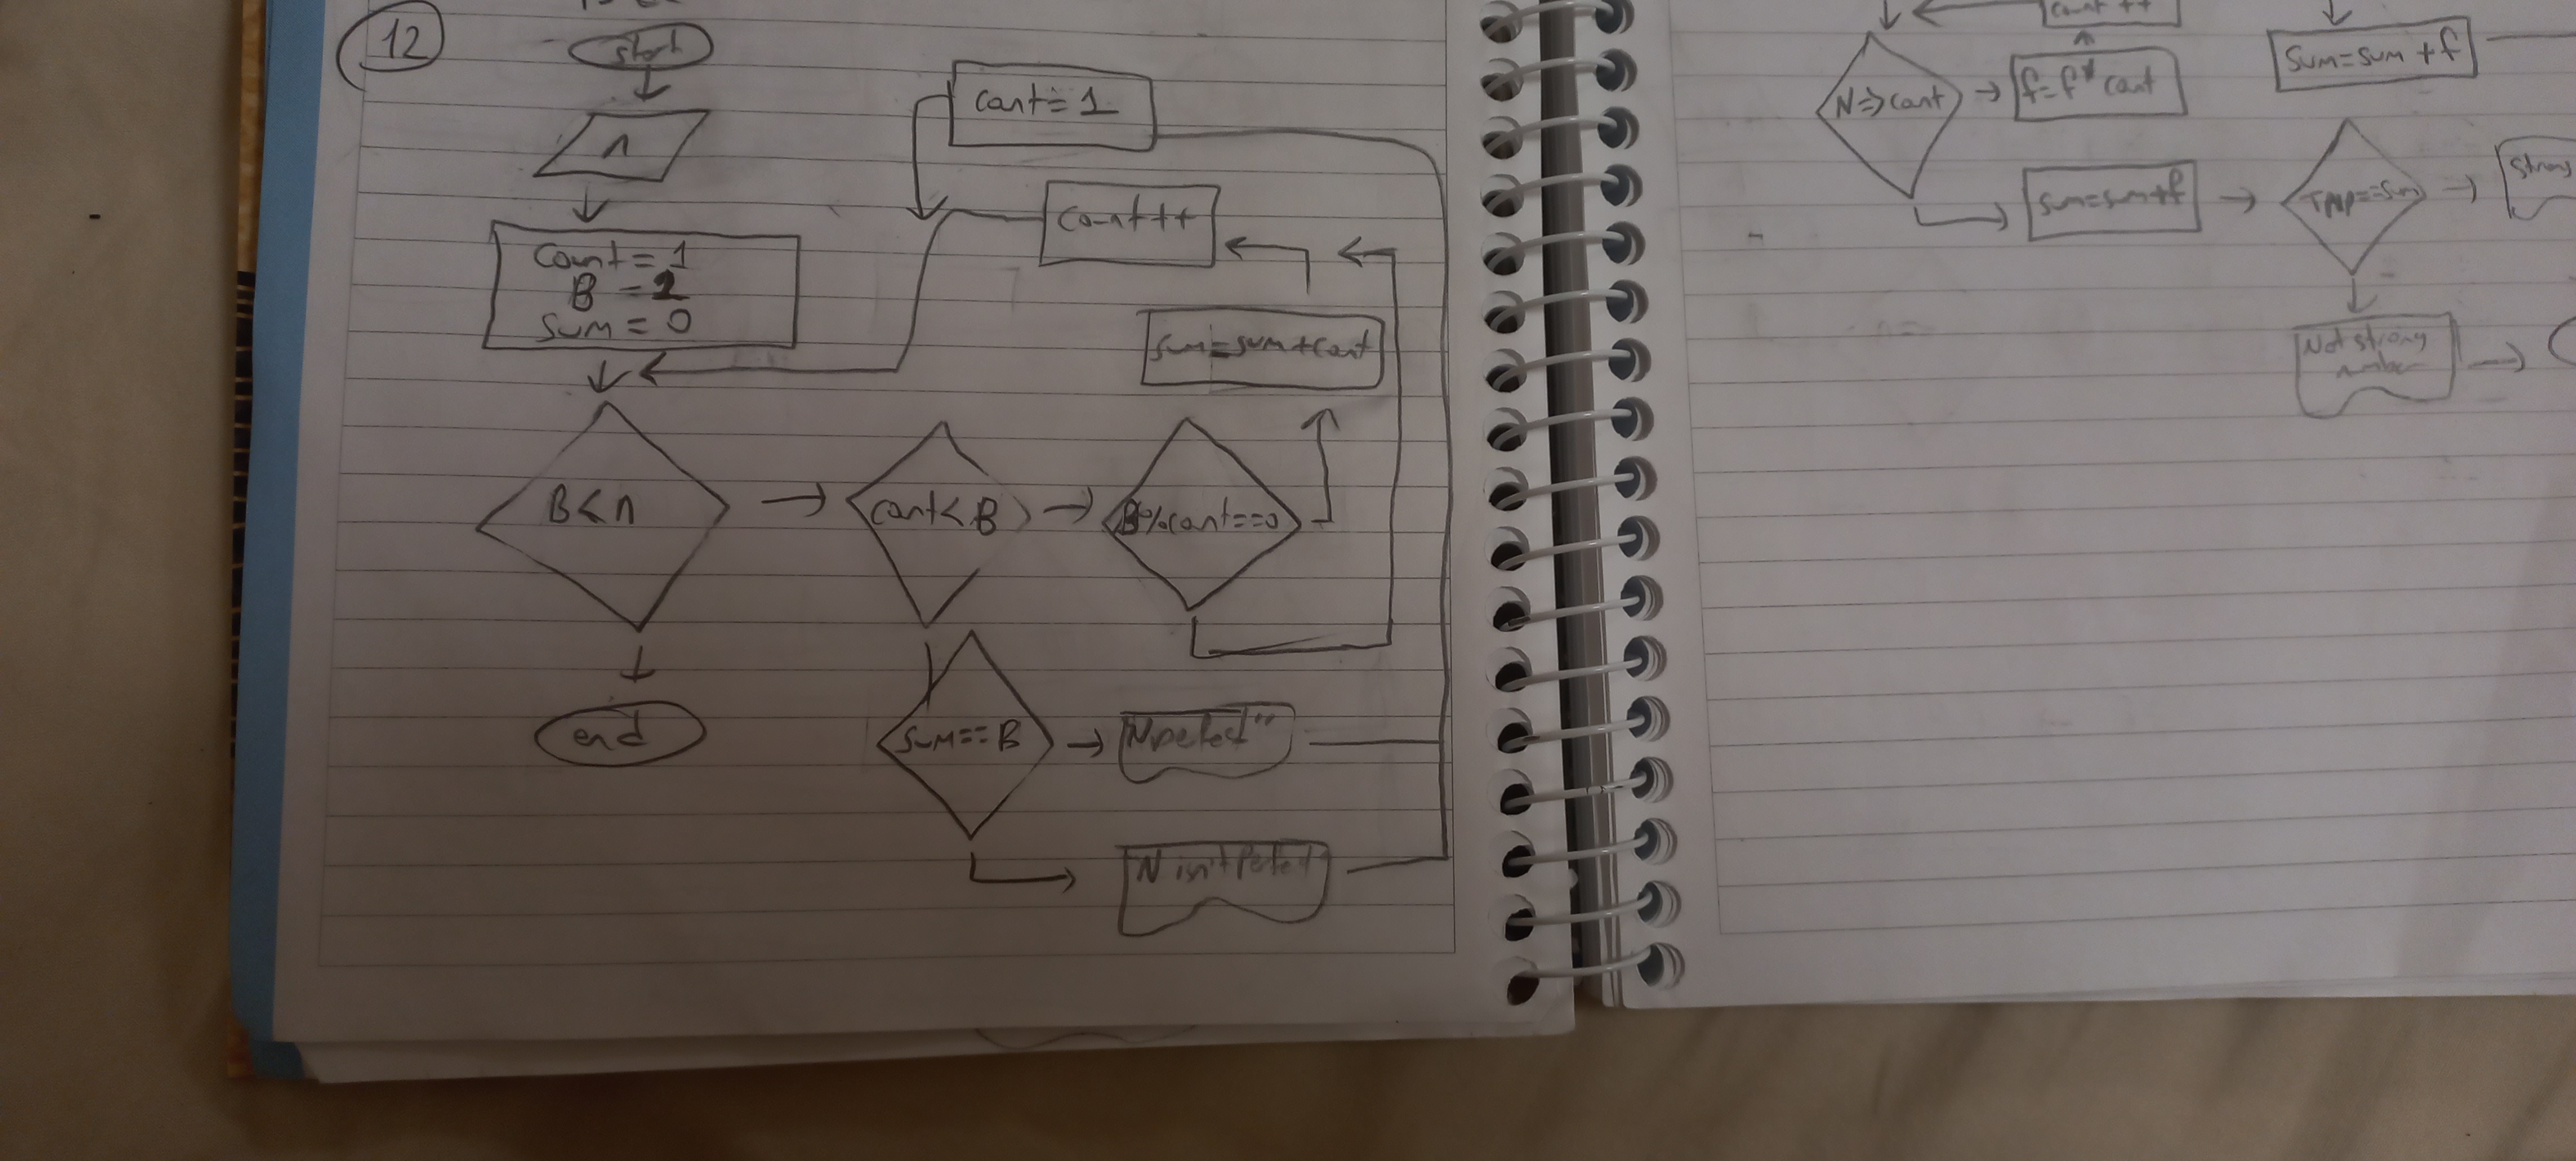 12
start
n
Count = 1
B = 2
sum = 0
B < n
end
cont = 1
Cont++
cont < B
sum=sum+cont
B%cont==0
sum==B
N perfect"
N isn't Perfect"
cont ++
N=>cont
f=f* cont
sum=sum+f
Sum=sum +f
TMP==sum
Not strong
number
strong